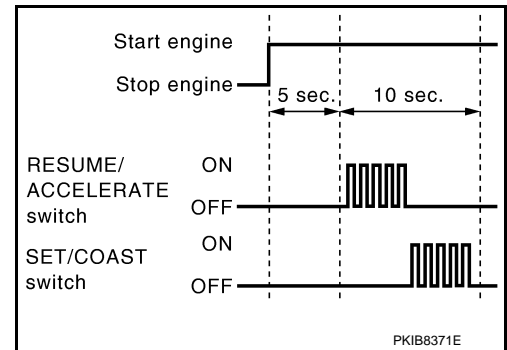 Start engine
Stop engine
5 sec.
10 sec.
RESUME/
ACCELERATE
switch
ON
OFF
SET/COAST
switch
ON
OFF
PKIB8371E